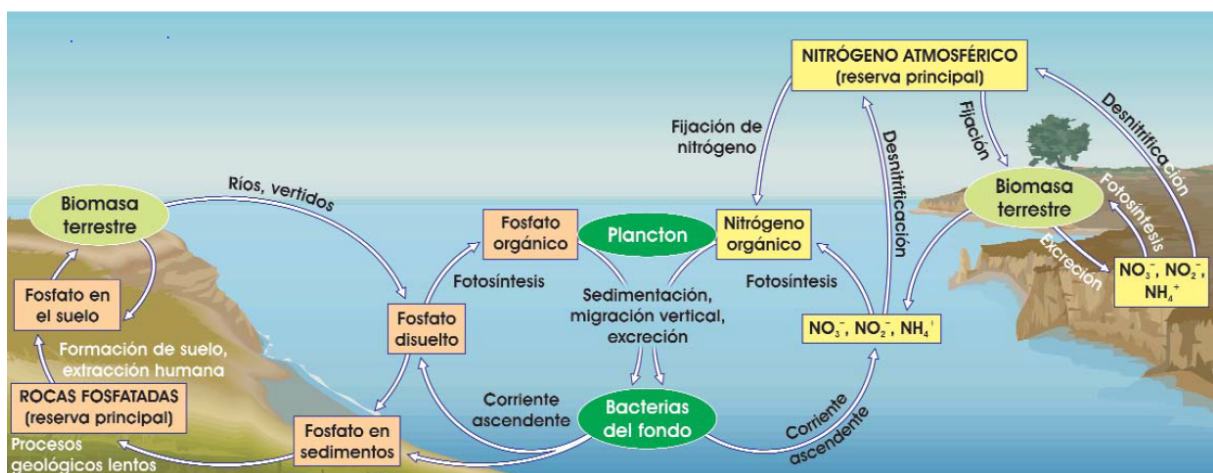 NITRÓGENO ATMOSFÉRICO
(reserva principal)
Fijación de
nitrógeno
Desnitrificación
Fijación
Desnitrificación
Biomasa
terrestre
Ríos, vertidos
Fosfato
orgánico
Plancton
Nitrógeno
orgánico
Biomasa
terrestre
Fotosíntesis
Excreción
NO₃⁻, NO₂⁻,
NH₄⁺
Fosfato en
el suelo
Fotosíntesis
Sedimentación,
migración vertical,
excreción
Fotosíntesis
Fosfato
disuelto
NO₃⁻, NO₂⁻, NH₄⁺
Formación de suelo,
extracción humana
ROCAS FOSFATADAS
(reserva principal)
Corriente
ascendente
Bacterias
del fondo
Corriente
ascendente
Fosfato en
sedimentos
Procesos
geológicos lentos